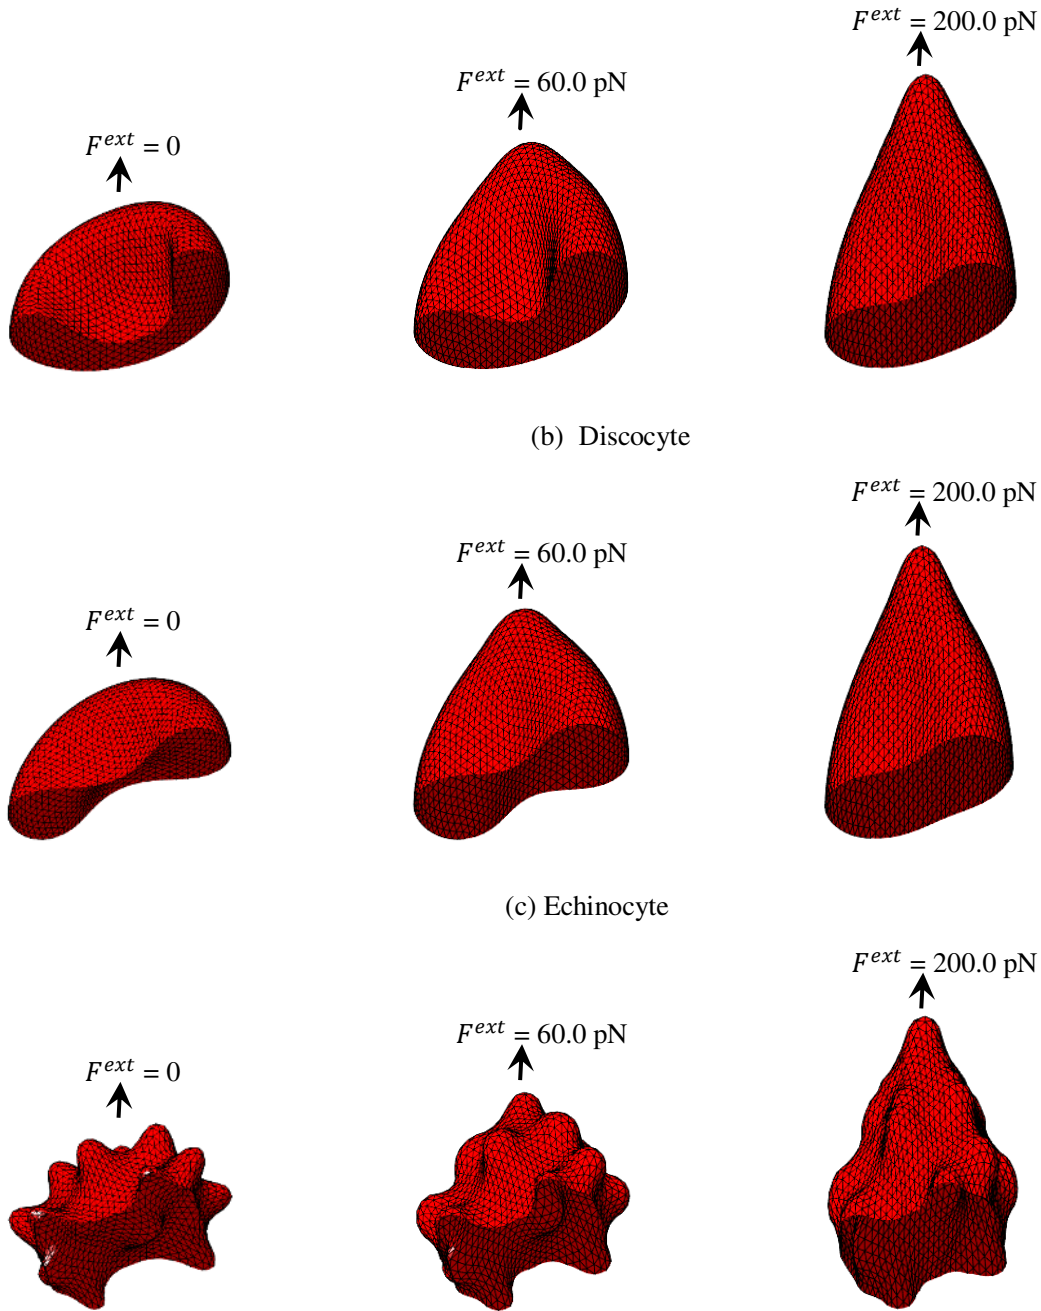 F^ext = 200.0 pN
F^ext = 60.0 pN
F^ext = 0
(b) Discocyte
F^ext = 200.0 pN
F^ext = 60.0 pN
F^ext = 0
(c) Echinocyte
F^ext = 200.0 pN
F^ext = 60.0 pN
F^ext = 0